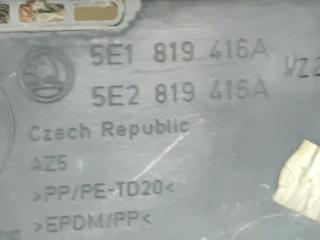 5E1 819 416A
5E2 819 416A
Czech Republic
AZ5
>PP/PE-TD20<
>EPDM/PP<